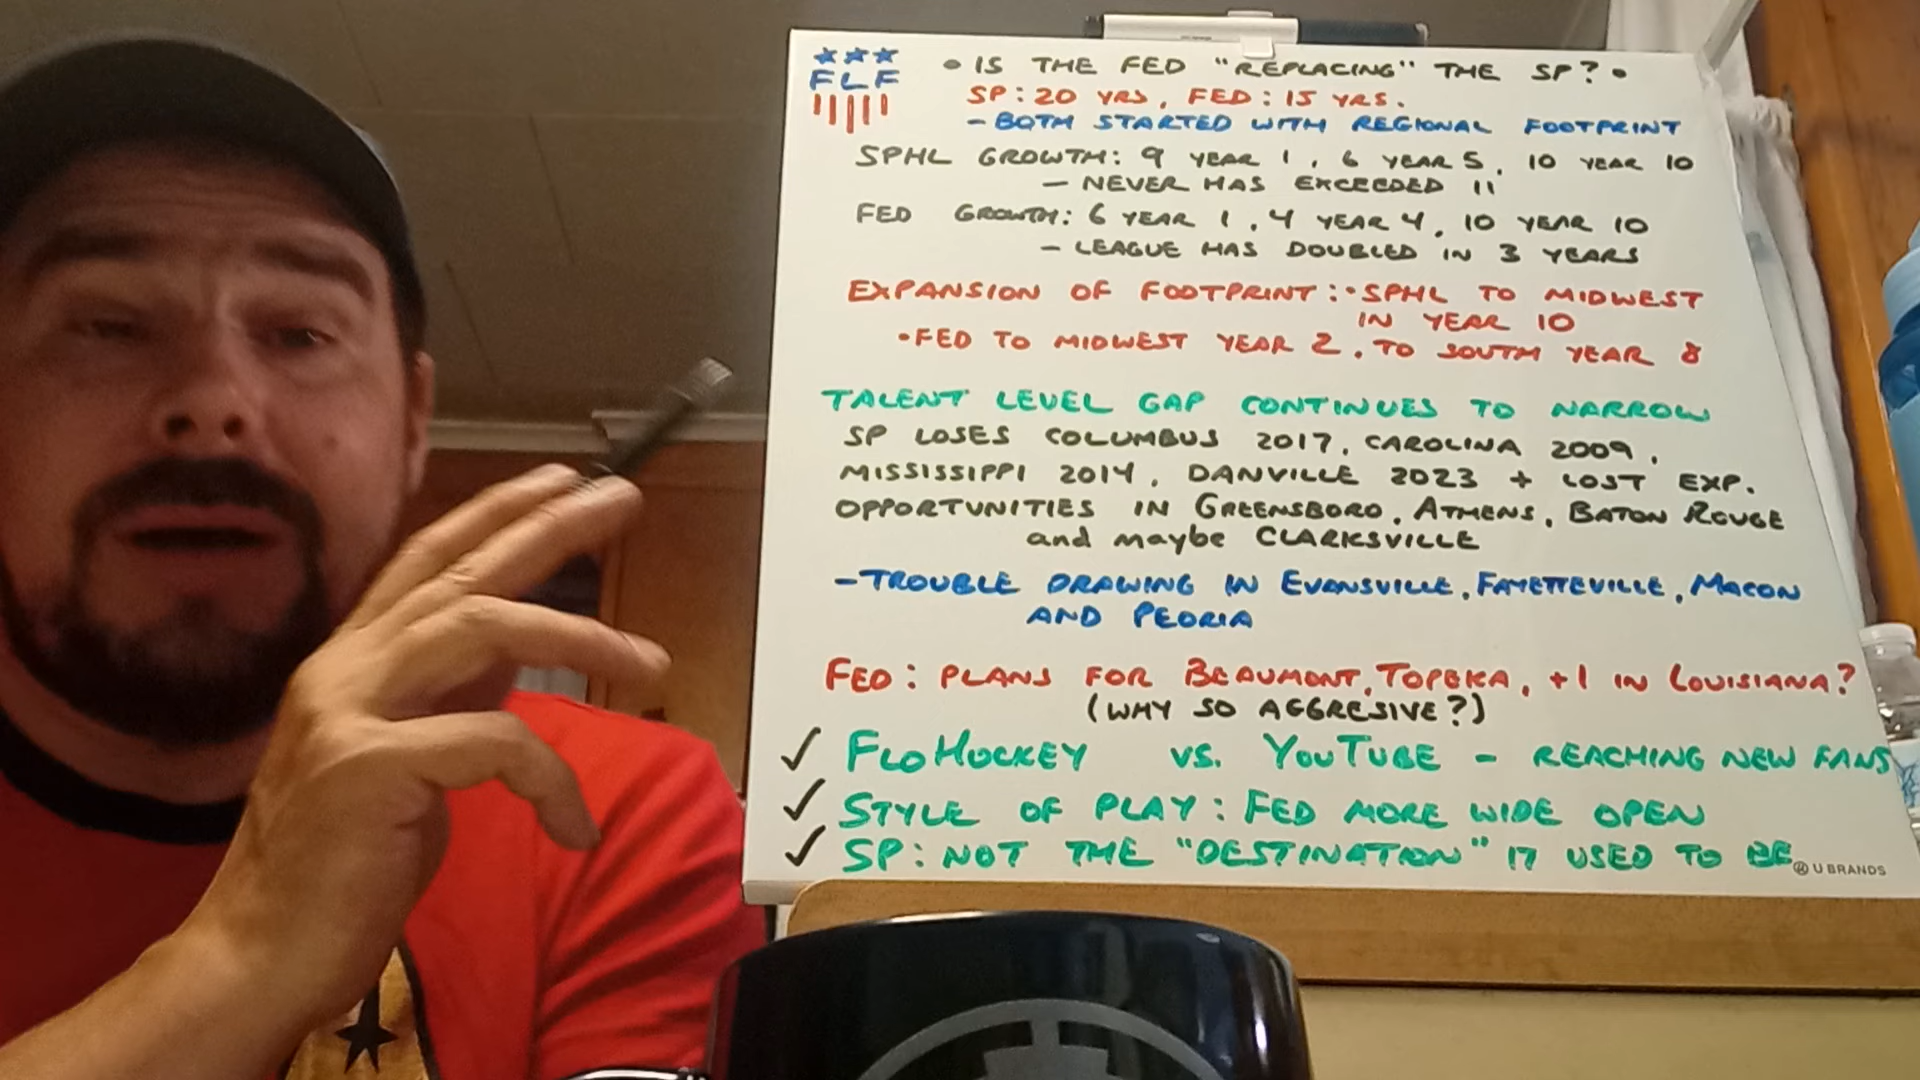 FLF
• IS THE FED "REPLACING" THE SP? •
SP: 20 YRS, FED: 15 YRS.
- BOTH STARTED WITH REGIONAL FOOTPRINT
SPHL GROWTH: 9 YEAR 1, 6 YEAR 5, 10 YEAR 10
- NEVER HAS EXCEEDED 11
FED GROWTH: 6 YEAR 1, 4 YEAR 4, 10 YEAR 10
- LEAGUE HAS DOUBLED IN 3 YEARS
EXPANSION OF FOOTPRINT: • SPHL TO MIDWEST
IN YEAR 10
• FED TO MIDWEST YEAR 2, TO SOUTH YEAR 8
TALENT LEVEL GAP CONTINUES TO NARROW
SP LOSES COLUMBUS 2017, CAROLINA 2009,
MISSISSIPPI 2014, DANVILLE 2023 + LOST EXP.
OPPORTUNITIES IN GREENSBORO, ATHENS, BATON ROUGE
and maybe CLARKSVILLE
- TROUBLE DRAWING IN EVANSVILLE, FAYETTEVILLE, MACON
AND PEORIA
FED: PLANS FOR BEAUMONT, TOPEKA, +1 IN LOUISIANA?
(WHY SO AGGRESIVE?)
✓ FLOHOCKEY VS. YOUTUBE - REACHING NEW FANS
✓ STYLE OF PLAY: FED MORE WIDE OPEN
✓ SP: NOT THE "DESTINATION" IT USED TO BE
U BRANDS